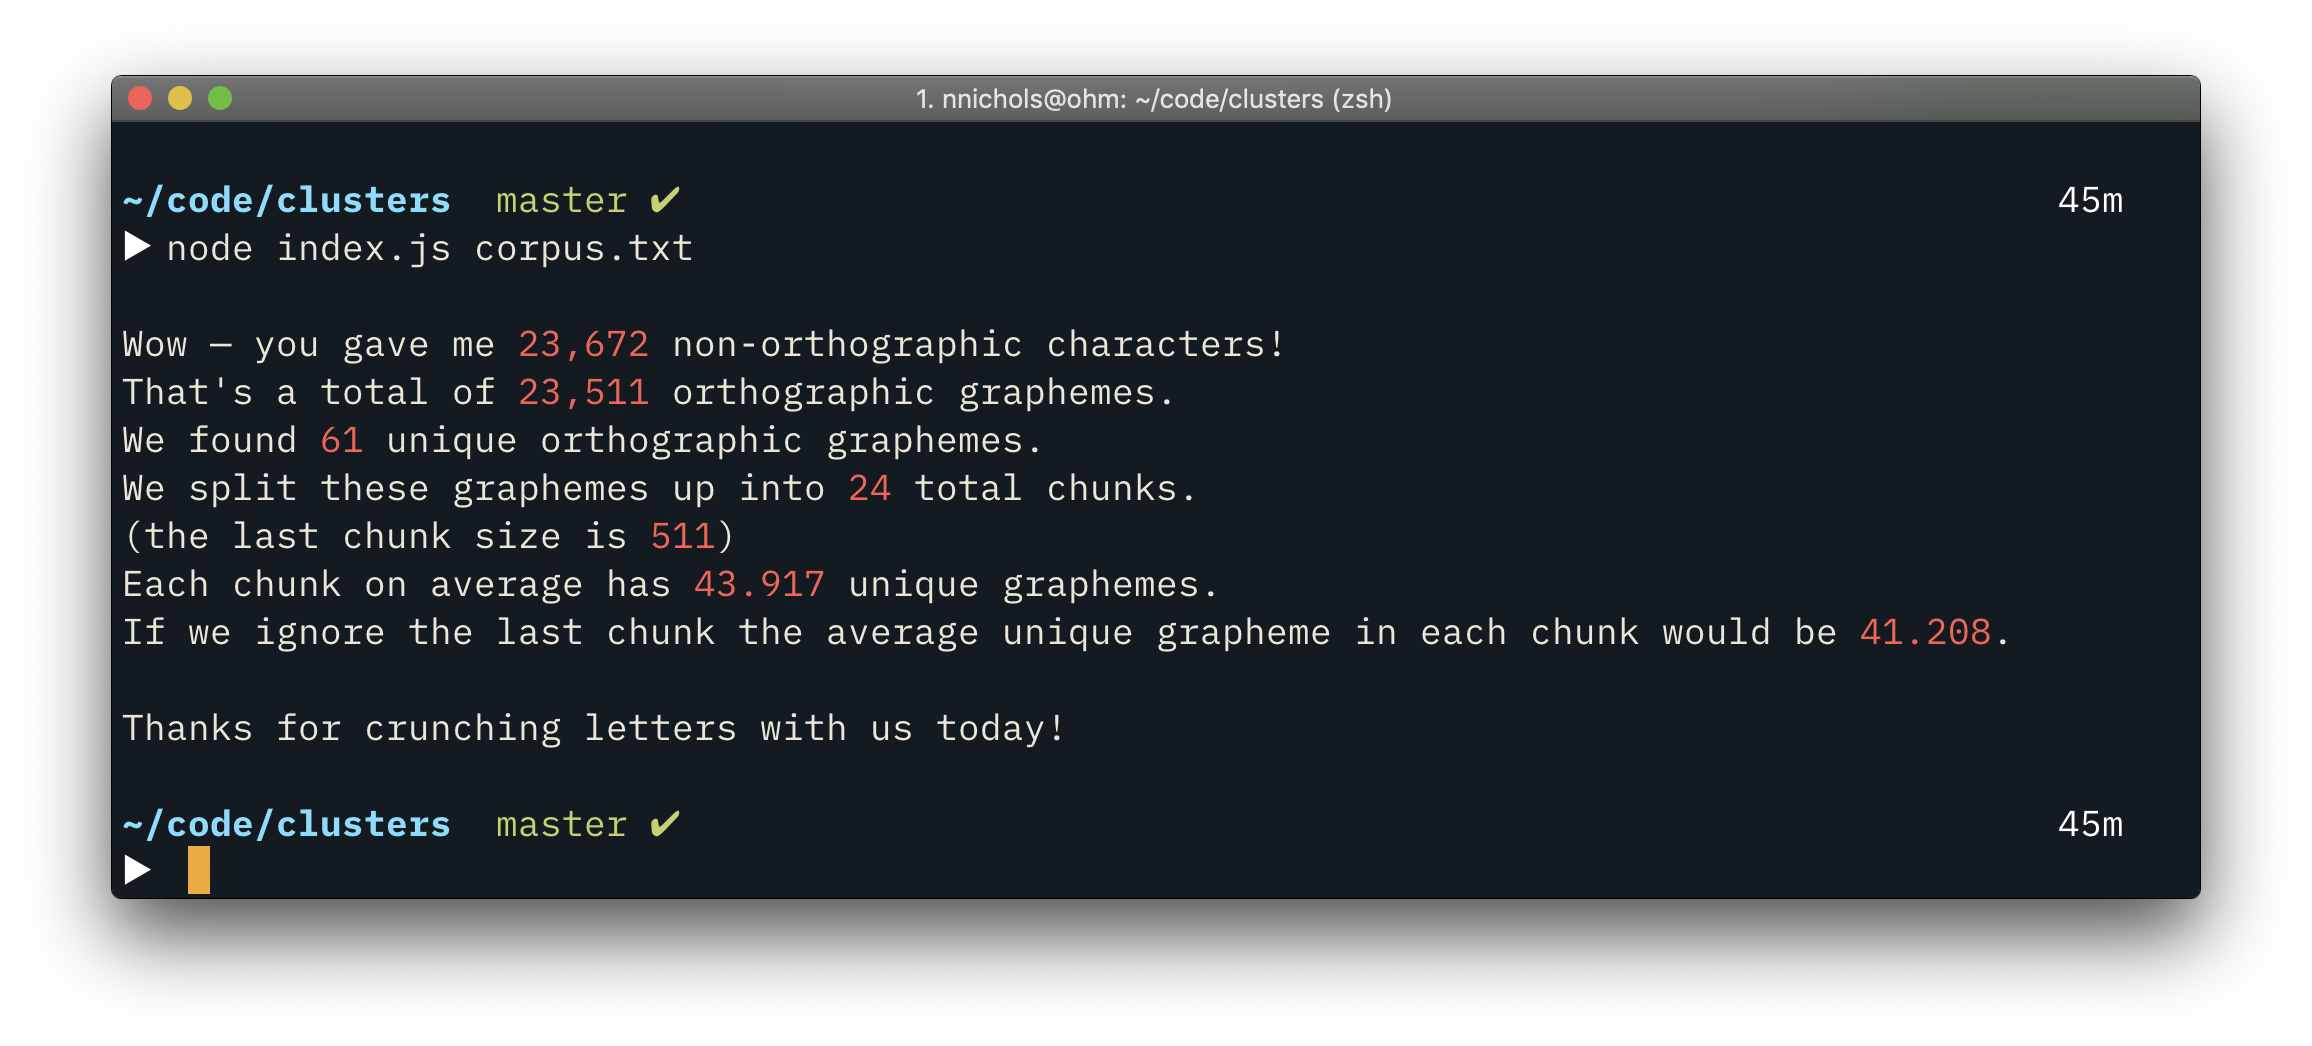 1. nnichols@ohm: ~/code/clusters (zsh)
~/code/clusters  master ✔ 45m
▶ node index.js corpus.txt
Wow — you gave me 23,672 non-orthographic characters!
That's a total of 23,511 orthographic graphemes.
We found 61 unique orthographic graphemes.
We split these graphemes up into 24 total chunks.
(the last chunk size is 511)
Each chunk on average has 43.917 unique graphemes.
If we ignore the last chunk the average unique grapheme in each chunk would be 41.208.
Thanks for crunching letters with us today!
~/code/clusters  master ✔ 45m
▶